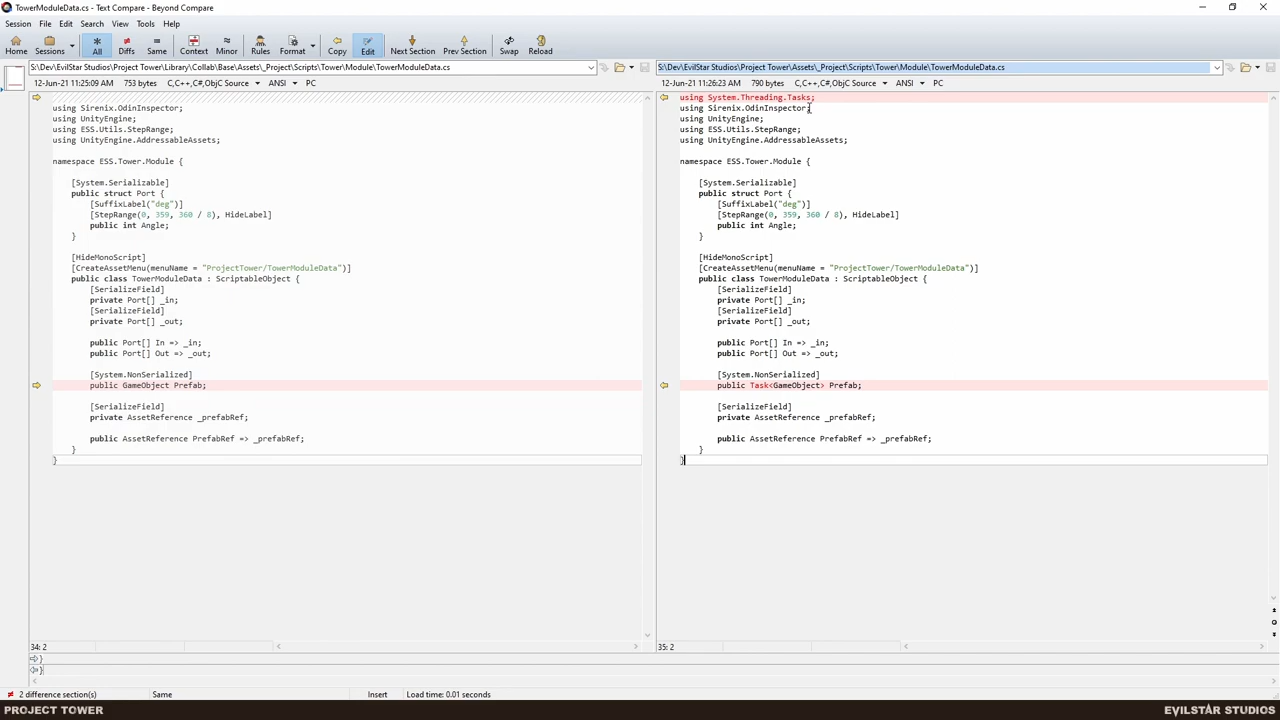 TowerModuleData.cs - Text Compare - Beyond Compare
Session File Edit Search View Tools Help
Home Sessions All Diffs Same Context Minor Rules Format Copy Edit Next Section Prev Section Swap Reload
S:\Dev\EvilStar Studios\Project Tower\Library\Collab\Base\Assets\_Project\Scripts\Tower\Module\TowerModuleData.cs
12-Jun-21 11:25:09 AM 753 bytes C,C++,C#,ObjC Source ANSI PC
using Sirenix.OdinInspector;
using UnityEngine;
using ESS.Utils.StepRange;
using UnityEngine.AddressableAssets;
namespace ESS.Tower.Module {
[System.Serializable]
public struct Port {
[SuffixLabel("deg")]
[StepRange(0, 359, 360 / 8), HideLabel]
public int Angle;
}
[HideMonoScript]
[CreateAssetMenu(menuName = "ProjectTower/TowerModuleData")]
public class TowerModuleData : ScriptableObject {
[SerializeField]
private Port[] _in;
[SerializeField]
private Port[] _out;
public Port[] In => _in;
public Port[] Out => _out;
[System.NonSerialized]
public GameObject Prefab;
[SerializeField]
private AssetReference _prefabRef;
public AssetReference PrefabRef => _prefabRef;
}
}
34: 2
S:\Dev\EvilStar Studios\Project Tower\Assets\_Project\Scripts\Tower\Module\TowerModuleData.cs
12-Jun-21 11:26:23 AM 790 bytes C,C++,C#,ObjC Source ANSI PC
using System.Threading.Tasks;
using Sirenix.OdinInspector;
using UnityEngine;
using ESS.Utils.StepRange;
using UnityEngine.AddressableAssets;
namespace ESS.Tower.Module {
[System.Serializable]
public struct Port {
[SuffixLabel("deg")]
[StepRange(0, 359, 360 / 8), HideLabel]
public int Angle;
}
[HideMonoScript]
[CreateAssetMenu(menuName = "ProjectTower/TowerModuleData")]
public class TowerModuleData : ScriptableObject {
[SerializeField]
private Port[] _in;
[SerializeField]
private Port[] _out;
public Port[] In => _in;
public Port[] Out => _out;
[System.NonSerialized]
public Task<GameObject> Prefab;
[SerializeField]
private AssetReference _prefabRef;
public AssetReference PrefabRef => _prefabRef;
}
}
35: 2
}
}
2 difference section(s) Same Insert Load time: 0.01 seconds
PROJECT TOWER
EVILSTAR STUDIOS